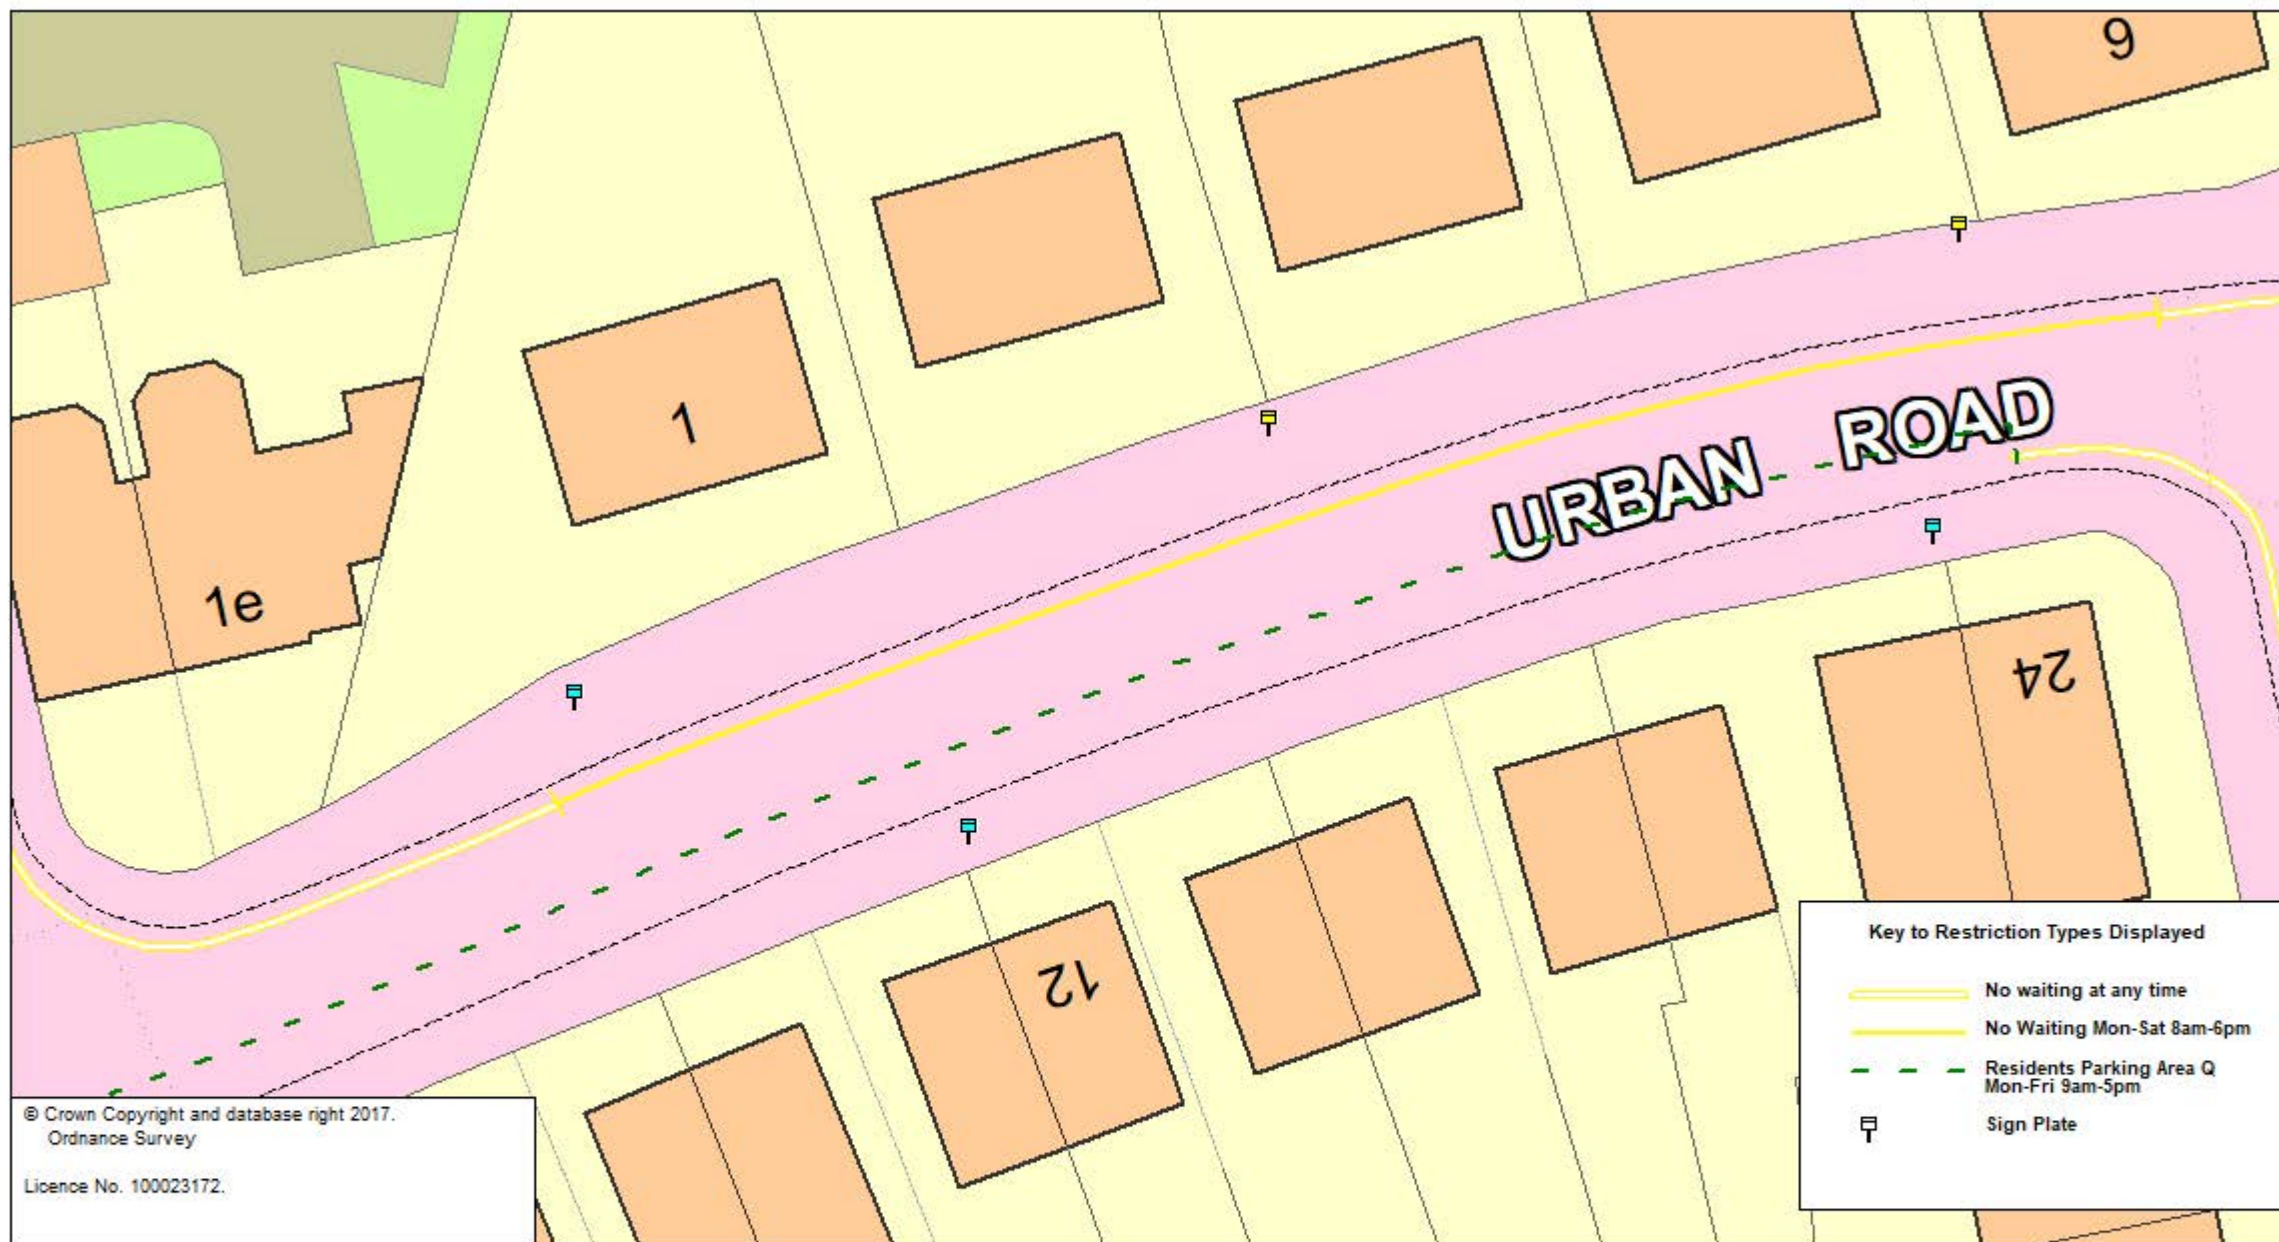 9
1
1e
URBAN ROAD
24
12
Key to Restriction Types Displayed
No waiting at any time
No Waiting Mon-Sat 8am-6pm
Residents Parking Area Q
Mon-Fri 9am-5pm
Sign Plate
© Crown Copyright and database right 2017.
Ordnance Survey
Licence No. 100023172.